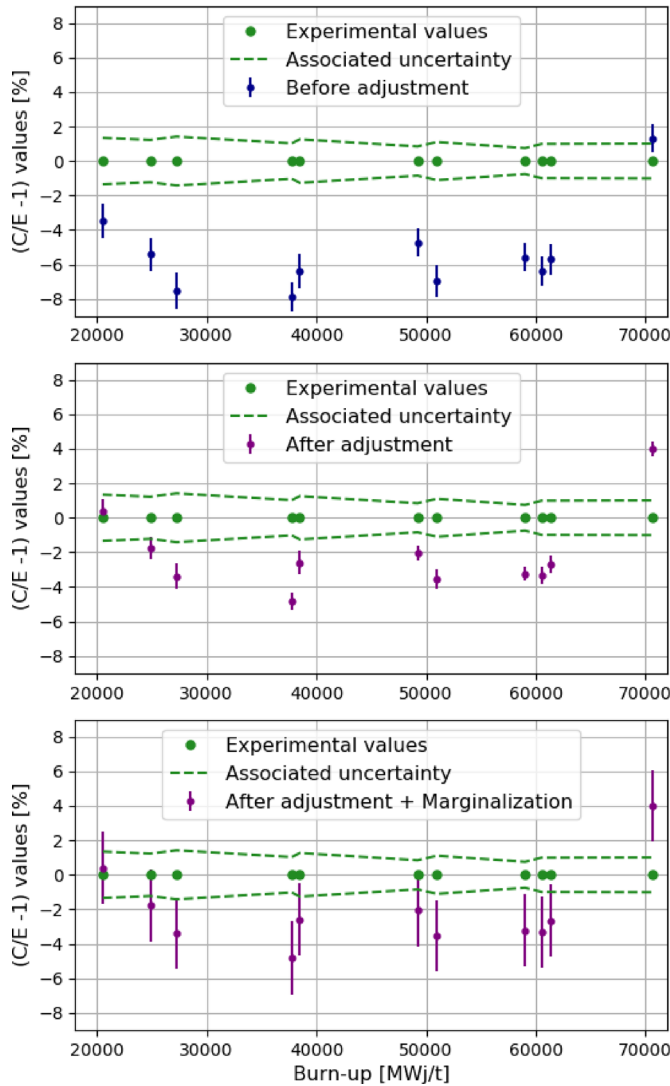 8
6
4
2
0
−2
−4
−6
−8
(C/E -1) values [%]
Experimental values
Associated uncertainty
Before adjustment
20000 30000 40000 50000 60000 70000
8
6
4
2
0
−2
−4
−6
−8
(C/E -1) values [%]
Experimental values
Associated uncertainty
After adjustment
20000 30000 40000 50000 60000 70000
8
6
4
2
0
−2
−4
−6
−8
(C/E -1) values [%]
Experimental values
Associated uncertainty
After adjustment + Marginalization
20000 30000 40000 50000 60000 70000
Burn-up [MWj/t]